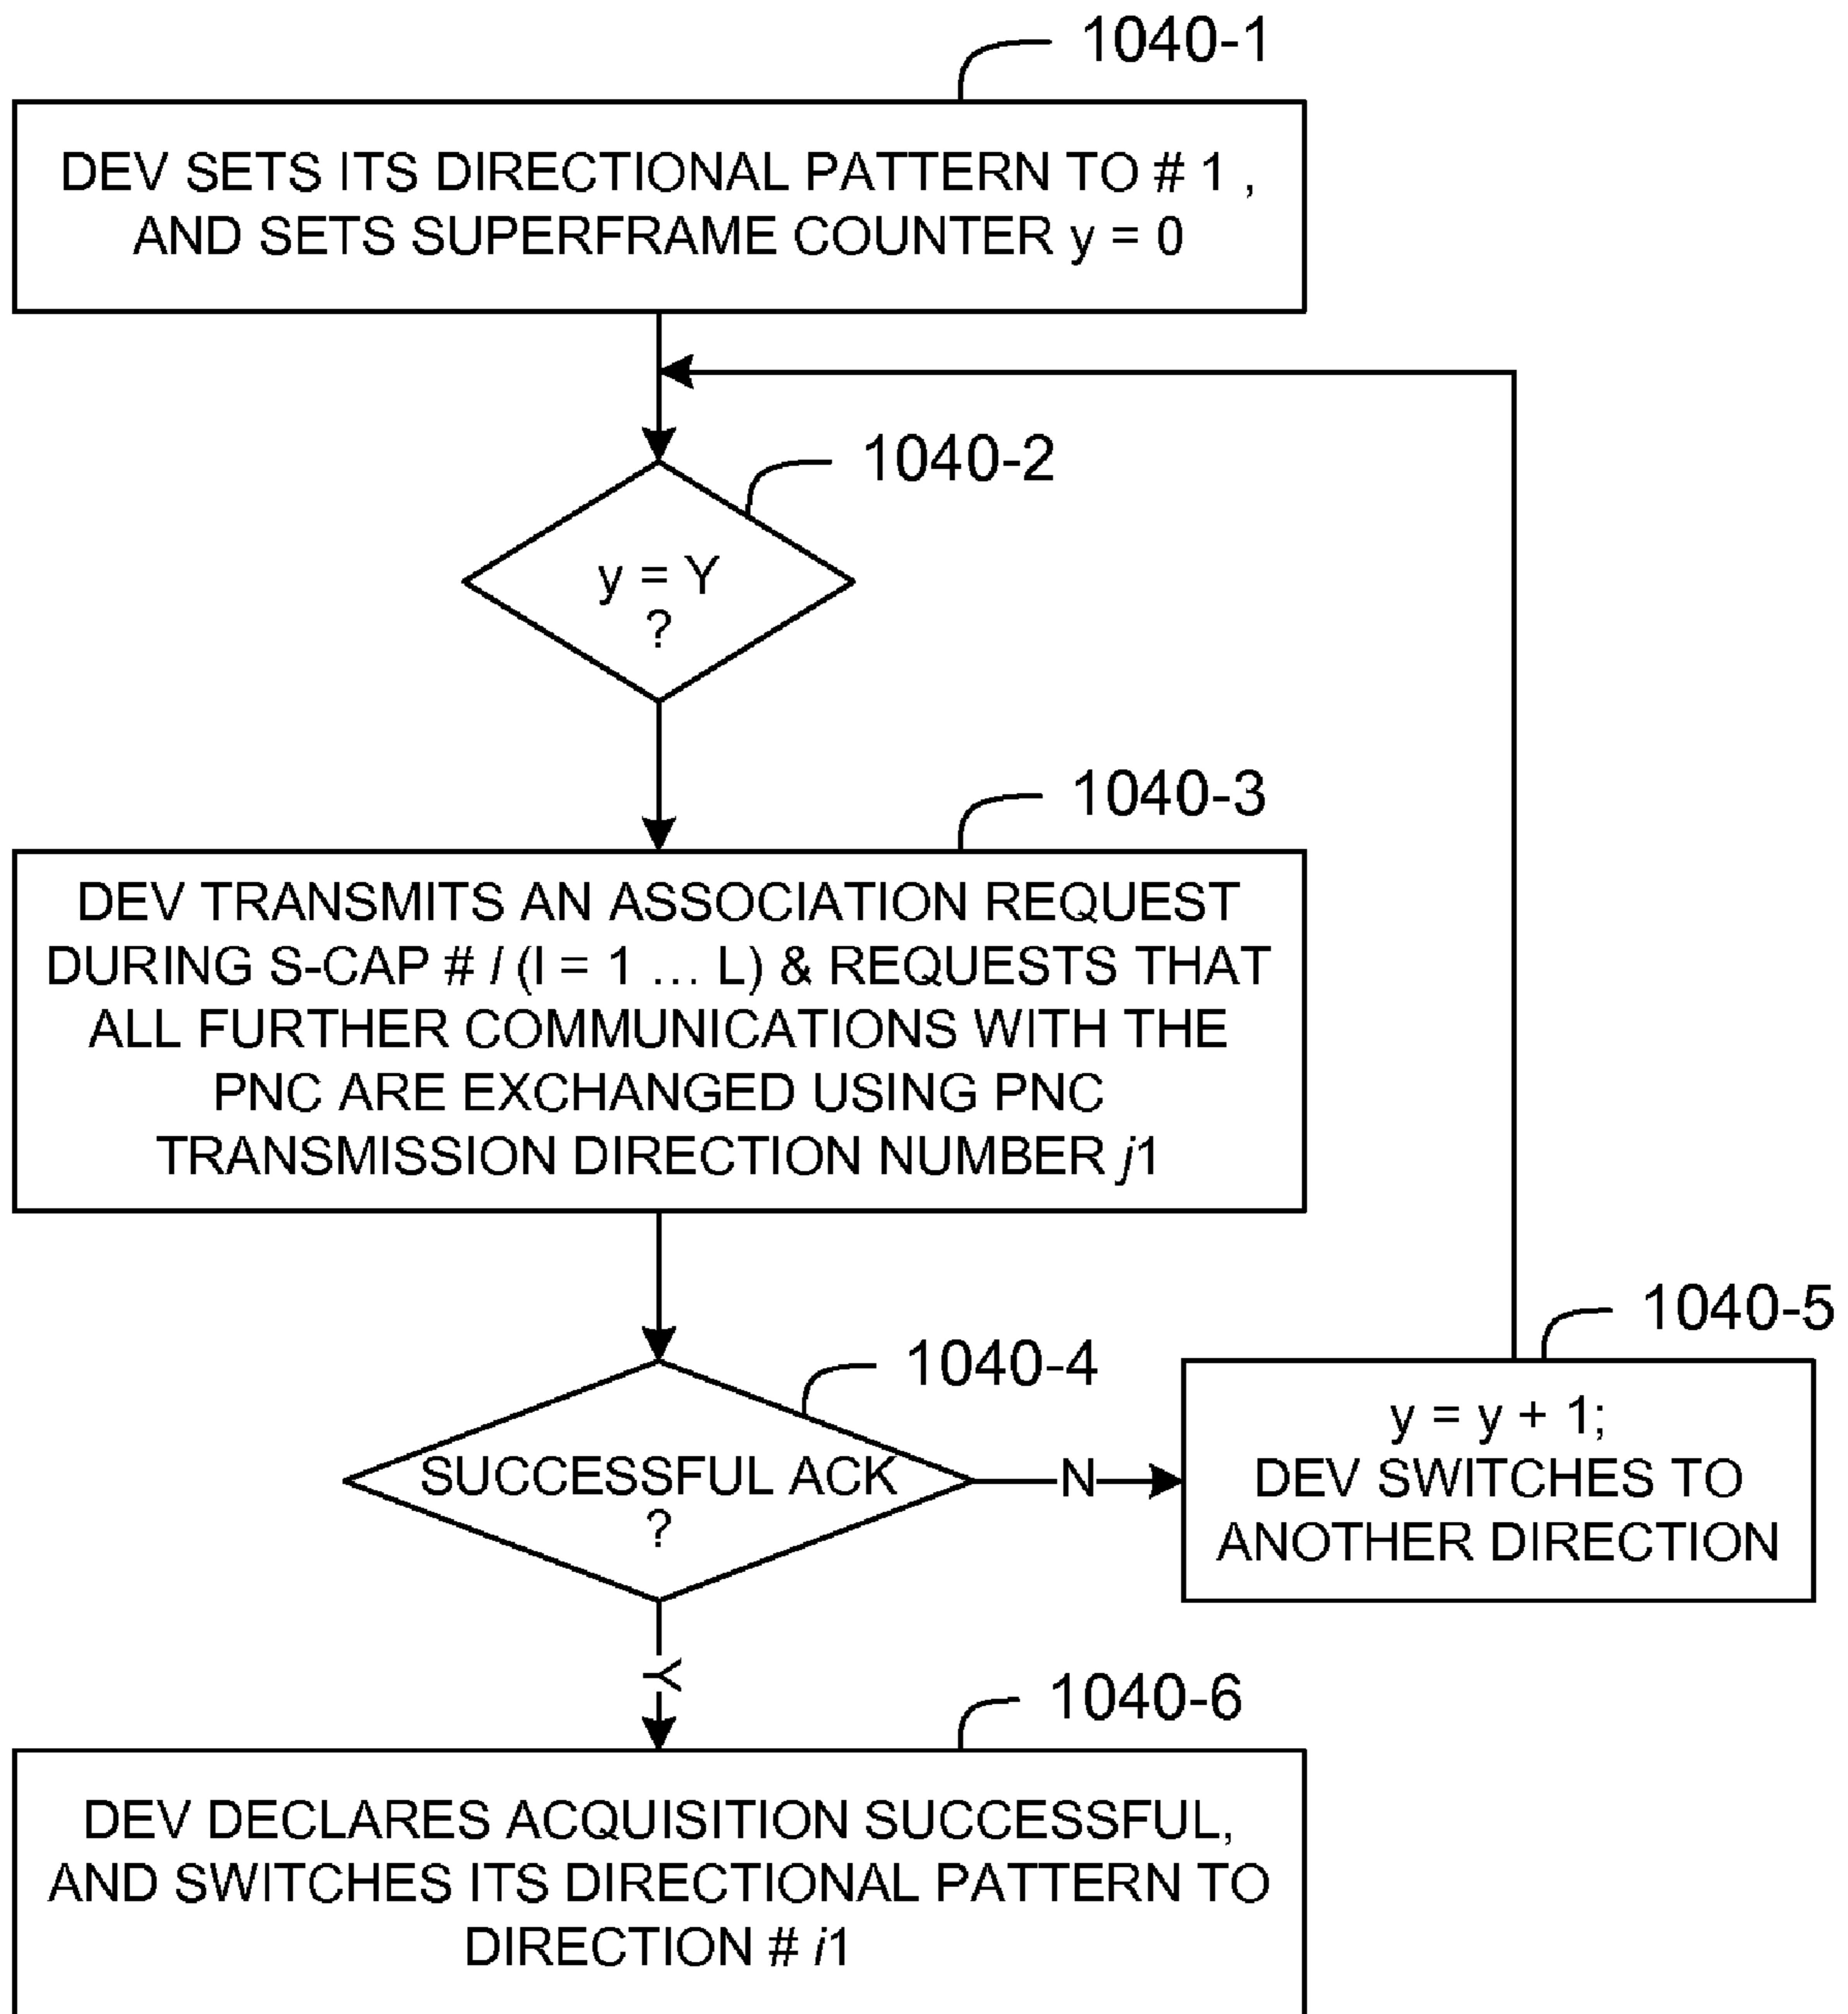 1040-1
DEV SETS ITS DIRECTIONAL PATTERN TO # 1 ,
AND SETS SUPERFRAME COUNTER y = 0
1040-2
y = Y
?
1040-3
DEV TRANSMITS AN ASSOCIATION REQUEST
DURING S-CAP # l (l = 1 ... L) & REQUESTS THAT
ALL FURTHER COMMUNICATIONS WITH THE
PNC ARE EXCHANGED USING PNC
TRANSMISSION DIRECTION NUMBER j1
1040-4
SUCCESSFUL ACK
?
N
1040-5
y = y + 1;
DEV SWITCHES TO
ANOTHER DIRECTION
Y
1040-6
DEV DECLARES ACQUISITION SUCCESSFUL,
AND SWITCHES ITS DIRECTIONAL PATTERN TO
DIRECTION # i1